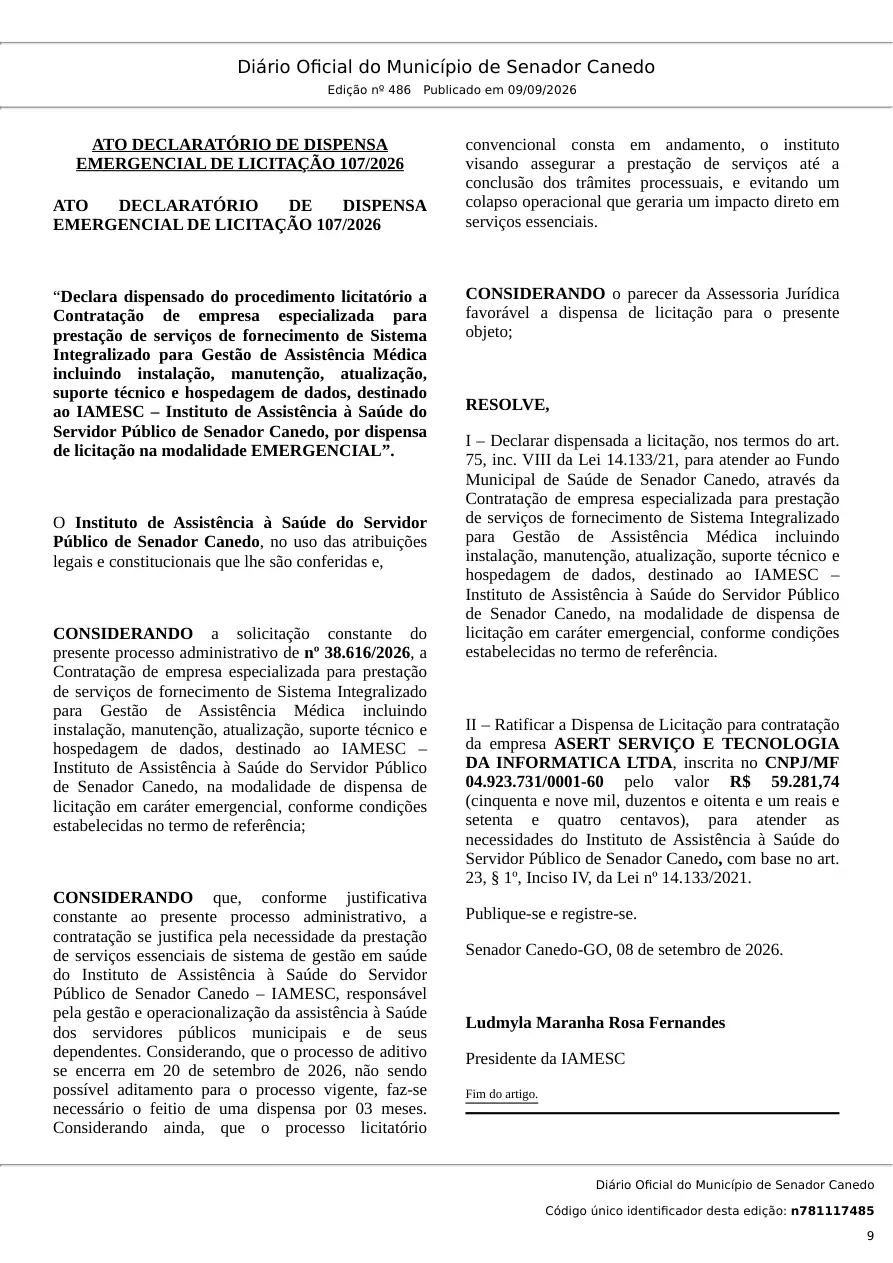 Diário Oficial do Município de Senador Canedo
Edição nº 486 Publicado em 09/09/2026
ATO DECLARATÓRIO DE DISPENSA
EMERGENCIAL DE LICITAÇÃO 107/2026
ATO DECLARATÓRIO DE DISPENSA
EMERGENCIAL DE LICITAÇÃO 107/2026
“Declara dispensado do procedimento licitatório a
Contratação de empresa especializada para
prestação de serviços de fornecimento de Sistema
Integralizado para Gestão de Assistência Médica
incluindo instalação, manutenção, atualização,
suporte técnico e hospedagem de dados, destinado
ao IAMESC – Instituto de Assistência à Saúde do
Servidor Público de Senador Canedo, por dispensa
de licitação na modalidade EMERGENCIAL”.
O Instituto de Assistência à Saúde do Servidor
Público de Senador Canedo, no uso das atribuições
legais e constitucionais que lhe são conferidas e,
CONSIDERANDO a solicitação constante do
presente processo administrativo de nº 38.616/2026, a
Contratação de empresa especializada para prestação
de serviços de fornecimento de Sistema Integralizado
para Gestão de Assistência Médica incluindo
instalação, manutenção, atualização, suporte técnico e
hospedagem de dados, destinado ao IAMESC –
Instituto de Assistência à Saúde do Servidor Público
de Senador Canedo, na modalidade de dispensa de
licitação em caráter emergencial, conforme condições
estabelecidas no termo de referência;
CONSIDERANDO que, conforme justificativa
constante ao presente processo administrativo, a
contratação se justifica pela necessidade da prestação
de serviços essenciais de sistema de gestão em saúde
do Instituto de Assistência à Saúde do Servidor
Público de Senador Canedo – IAMESC, responsável
pela gestão e operacionalização da assistência à Saúde
dos servidores públicos municipais e de seus
dependentes. Considerando, que o processo de aditivo
se encerra em 20 de setembro de 2026, não sendo
possível aditamento para o processo vigente, faz-se
necessário o feitio de uma dispensa por 03 meses.
Considerando ainda, que o processo licitatório
convencional consta em andamento, o instituto
visando assegurar a prestação de serviços até a
conclusão dos trâmites processuais, e evitando um
colapso operacional que geraria um impacto direto em
serviços essenciais.
CONSIDERANDO o parecer da Assessoria Jurídica
favorável a dispensa de licitação para o presente
objeto;
RESOLVE,
I – Declarar dispensada a licitação, nos termos do art.
75, inc. VIII da Lei 14.133/21, para atender ao Fundo
Municipal de Saúde de Senador Canedo, através da
Contratação de empresa especializada para prestação
de serviços de fornecimento de Sistema Integralizado
para Gestão de Assistência Médica incluindo
instalação, manutenção, atualização, suporte técnico e
hospedagem de dados, destinado ao IAMESC –
Instituto de Assistência à Saúde do Servidor Público
de Senador Canedo, na modalidade de dispensa de
licitação em caráter emergencial, conforme condições
estabelecidas no termo de referência.
II – Ratificar a Dispensa de Licitação para contratação
da empresa ASERT SERVIÇO E TECNOLOGIA
DA INFORMATICA LTDA, inscrita no CNPJ/MF
04.923.731/0001-60 pelo valor R$ 59.281,74
(cinquenta e nove mil, duzentos e oitenta e um reais e
setenta e quatro centavos), para atender as
necessidades do Instituto de Assistência à Saúde do
Servidor Público de Senador Canedo, com base no art.
23, § 1º, Inciso IV, da Lei nº 14.133/2021.
Publique-se e registre-se.
Senador Canedo-GO, 08 de setembro de 2026.
Ludmyla Maranha Rosa Fernandes
Presidente da IAMESC
Fim do artigo.
Diário Oficial do Município de Senador Canedo
Código único identificador desta edição: n781117485
9